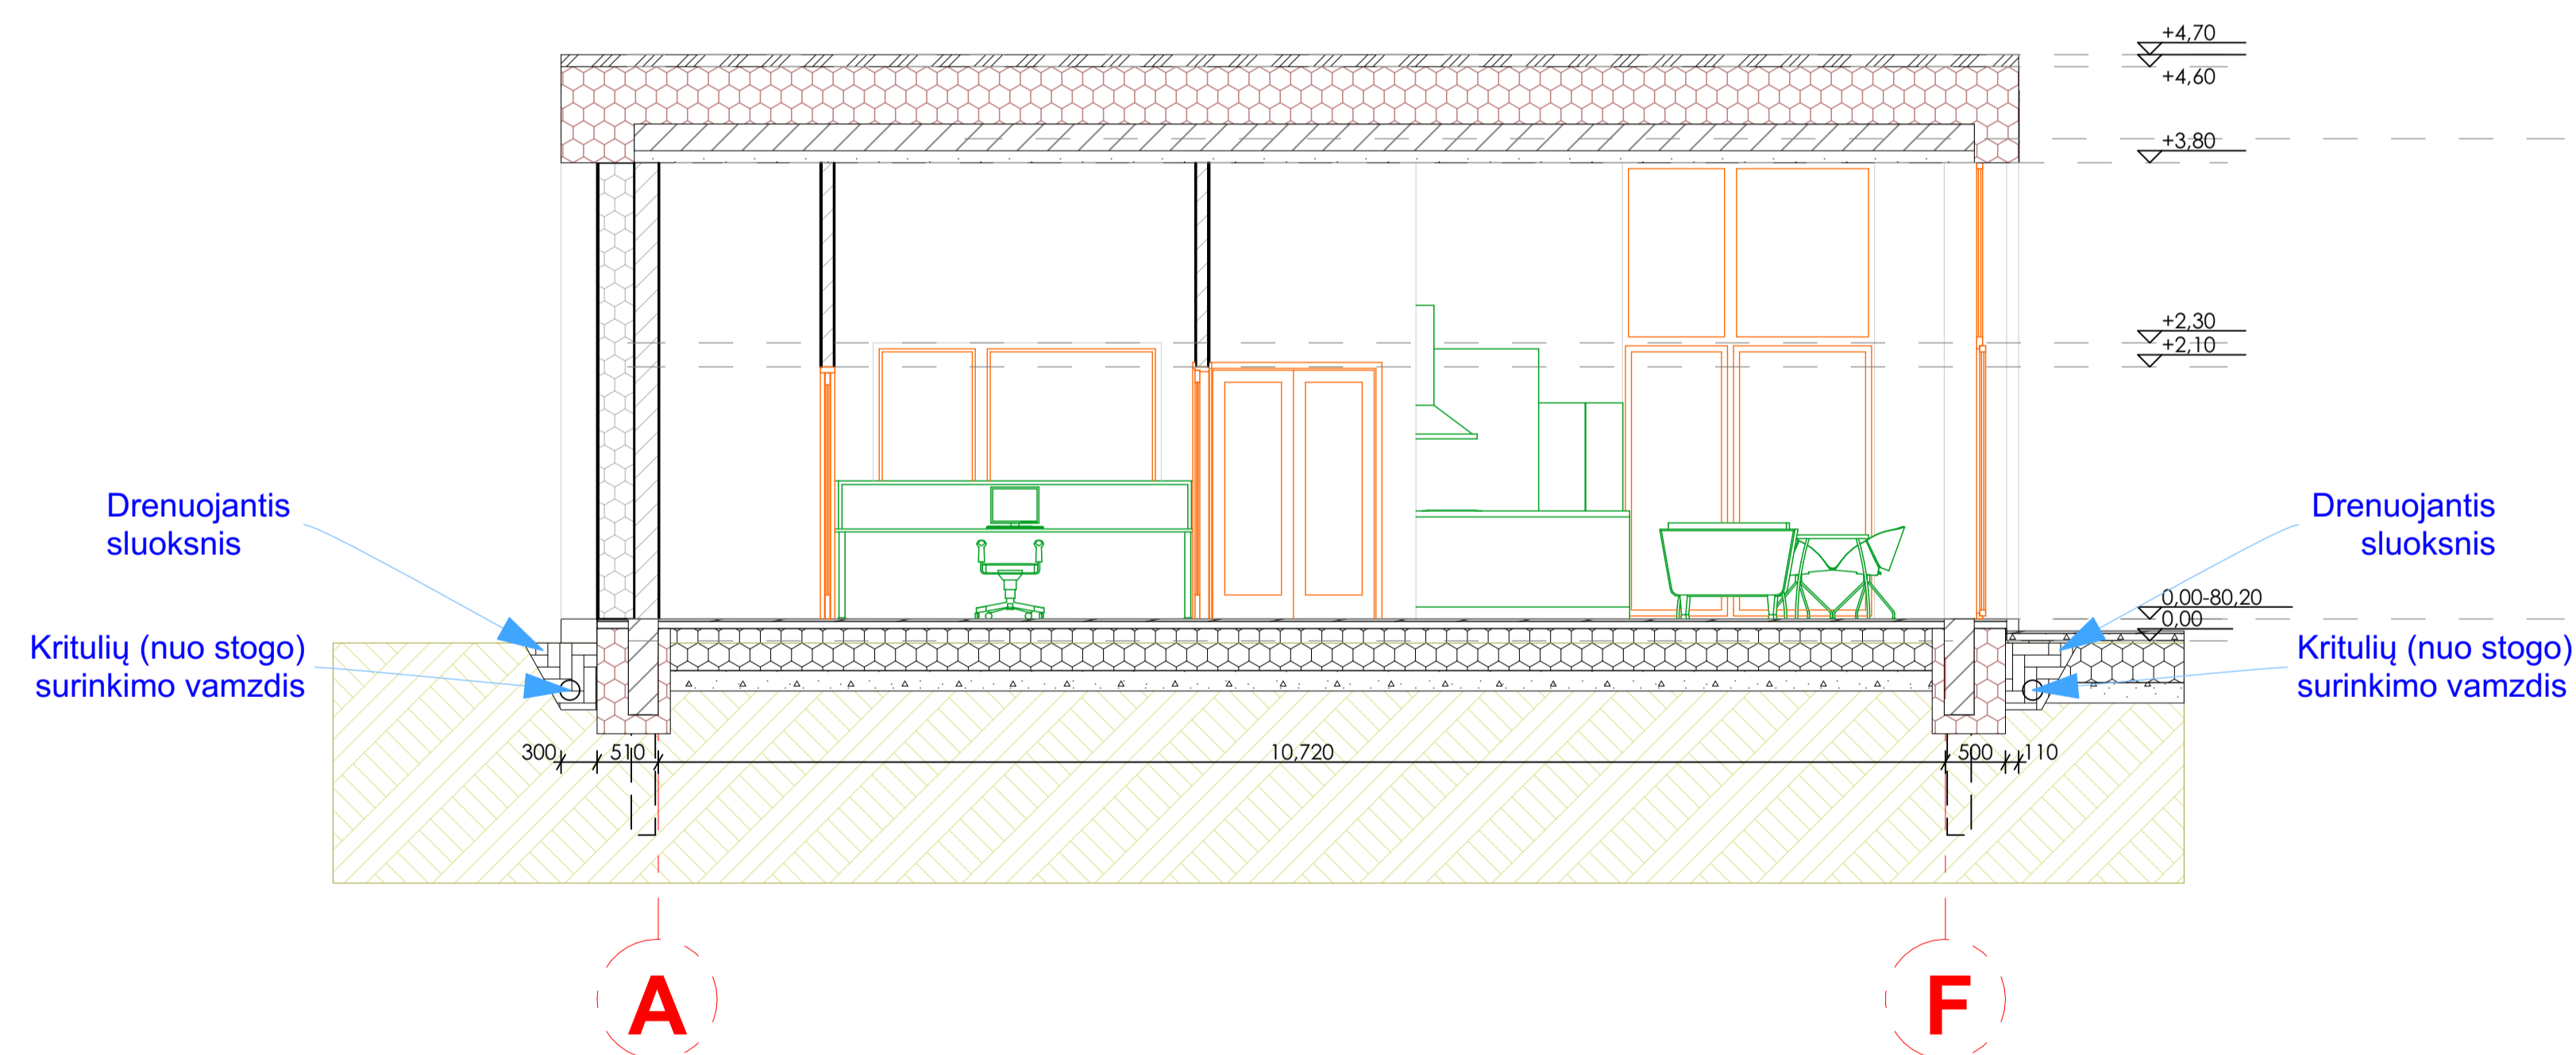 +4,70
+4,60
+3,80
+2,30
+2,10
Drenuojantis
sluoksnis
Drenuojantis
sluoksnis
0,00-80,20
0,00
Kritulių (nuo stogo)
surinkimo vamzdis
Kritulių (nuo stogo)
surinkimo vamzdis
300 510 10,720 500 110
A F